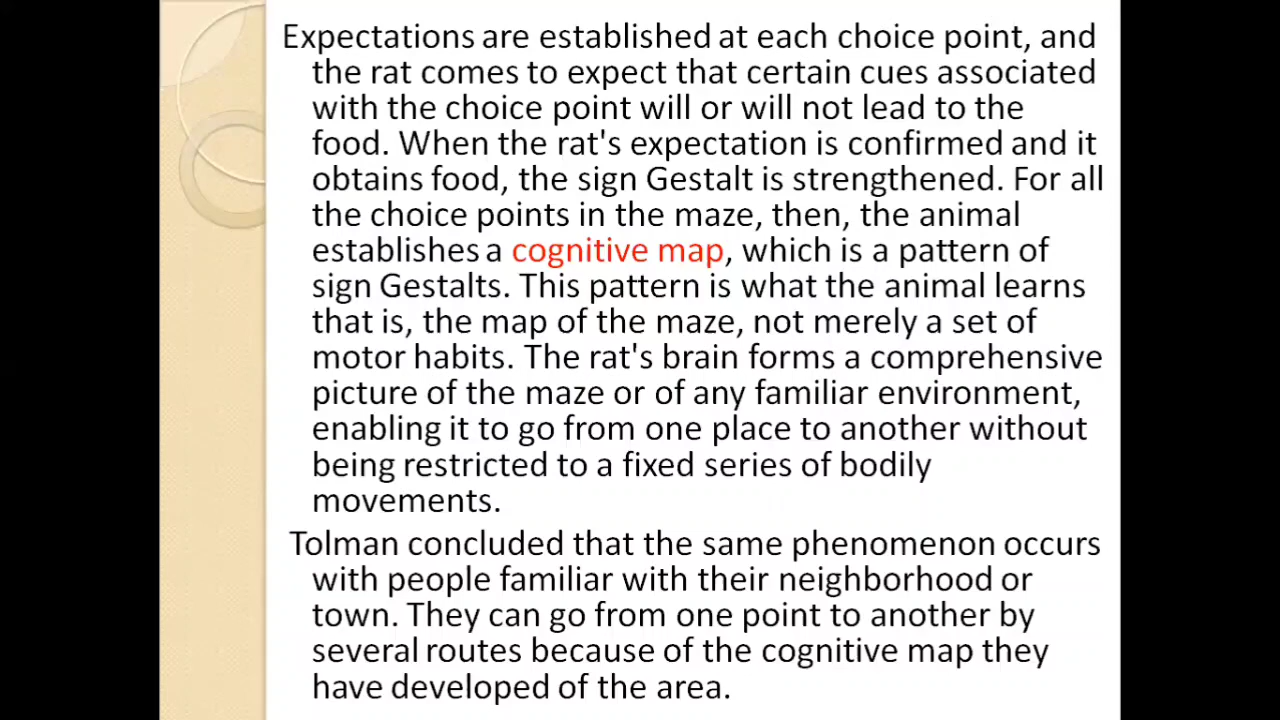 Expectations are established at each choice point, and
the rat comes to expect that certain cues associated
with the choice point will or will not lead to the
food. When the rat's expectation is confirmed and it
obtains food, the sign Gestalt is strengthened. For all
the choice points in the maze, then, the animal
establishes a cognitive map, which is a pattern of
sign Gestalts. This pattern is what the animal learns
that is, the map of the maze, not merely a set of
motor habits. The rat's brain forms a comprehensive
picture of the maze or of any familiar environment,
enabling it to go from one place to another without
being restricted to a fixed series of bodily
movements.
Tolman concluded that the same phenomenon occurs
with people familiar with their neighborhood or
town. They can go from one point to another by
several routes because of the cognitive map they
have developed of the area.